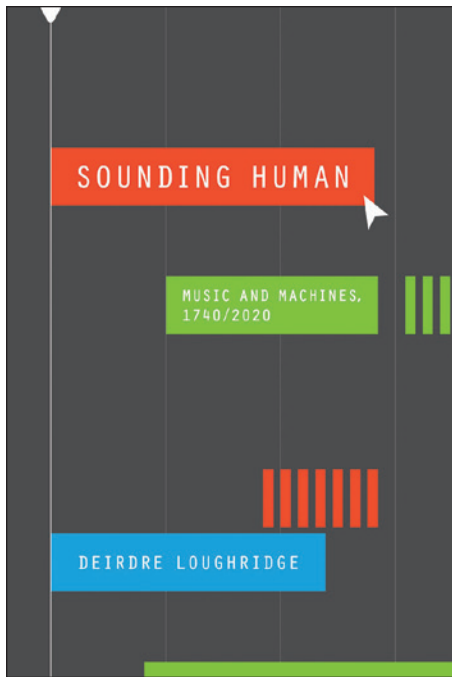 SOUNDING HUMAN
MUSIC AND MACHINES,
1740/2020
DEIRDRE LOUGHRIDGE